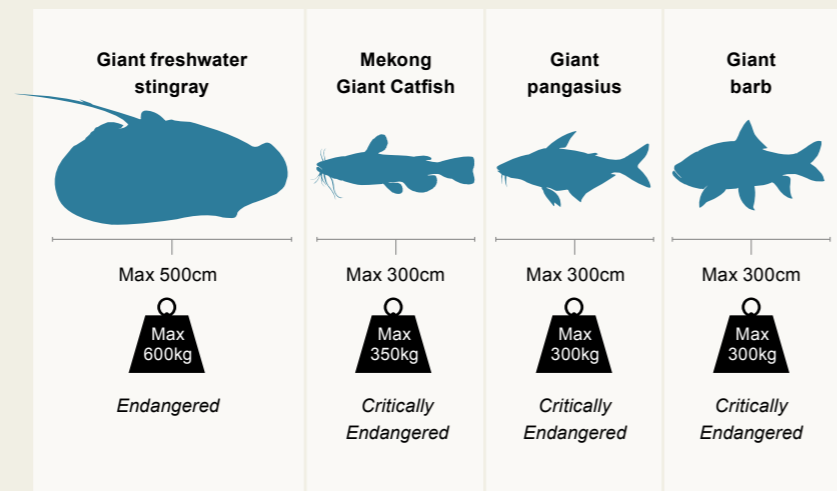 Giant freshwater
stingray
Max 500cm
Max
600kg
Endangered
Mekong
Giant Catfish
Max 300cm
Max
350kg
Critically
Endangered
Giant
pangasius
Max 300cm
Max
300kg
Critically
Endangered
Giant
barb
Max 300cm
Max
300kg
Critically
Endangered